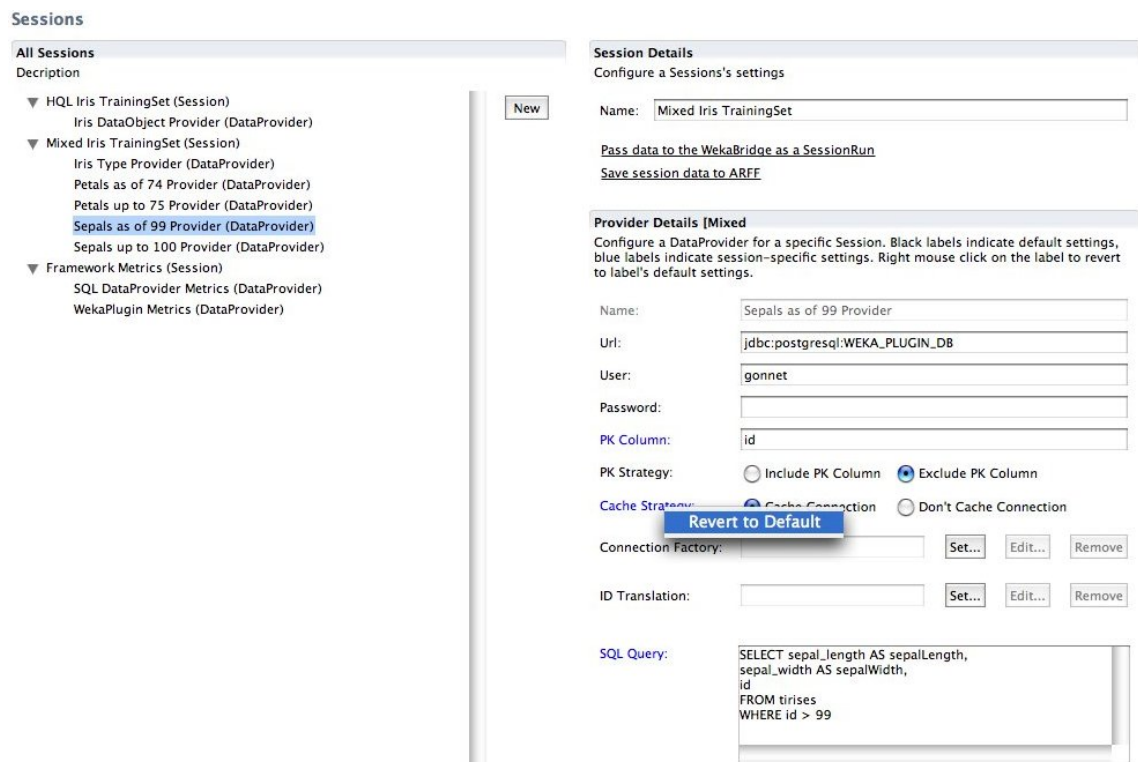 Sessions
All Sessions
Decription
HQL Iris TrainingSet (Session)
Iris DataObject Provider (DataProvider)
Mixed Iris TrainingSet (Session)
Iris Type Provider (DataProvider)
Petals as of 74 Provider (DataProvider)
Petals up to 75 Provider (DataProvider)
Sepals as of 99 Provider (DataProvider)
Sepals up to 100 Provider (DataProvider)
Framework Metrics (Session)
SQL DataProvider Metrics (DataProvider)
WekaPlugin Metrics (DataProvider)
New
Session Details
Configure a Sessions's settings
Name: Mixed Iris TrainingSet
Pass data to the WekaBridge as a SessionRun
Save session data to ARFF
Provider Details [Mixed
Configure a DataProvider for a specific Session. Black labels indicate default settings,
blue labels indicate session-specific settings. Right mouse click on the label to revert
to label's default settings.
Name: Sepals as of 99 Provider
Url: jdbc:postgresql:WEKA_PLUGIN_DB
User: gonnet
Password:
PK Column: id
PK Strategy: Include PK Column Exclude PK Column
Cache Strategy: Cache Connection Don't Cache Connection
Revert to Default
Connection Factory: Set... Edit... Remove
ID Translation: Set... Edit... Remove
SQL Query: SELECT sepal_length AS sepalLength,
sepal_width AS sepalWidth,
id
FROM tirises
WHERE id > 99